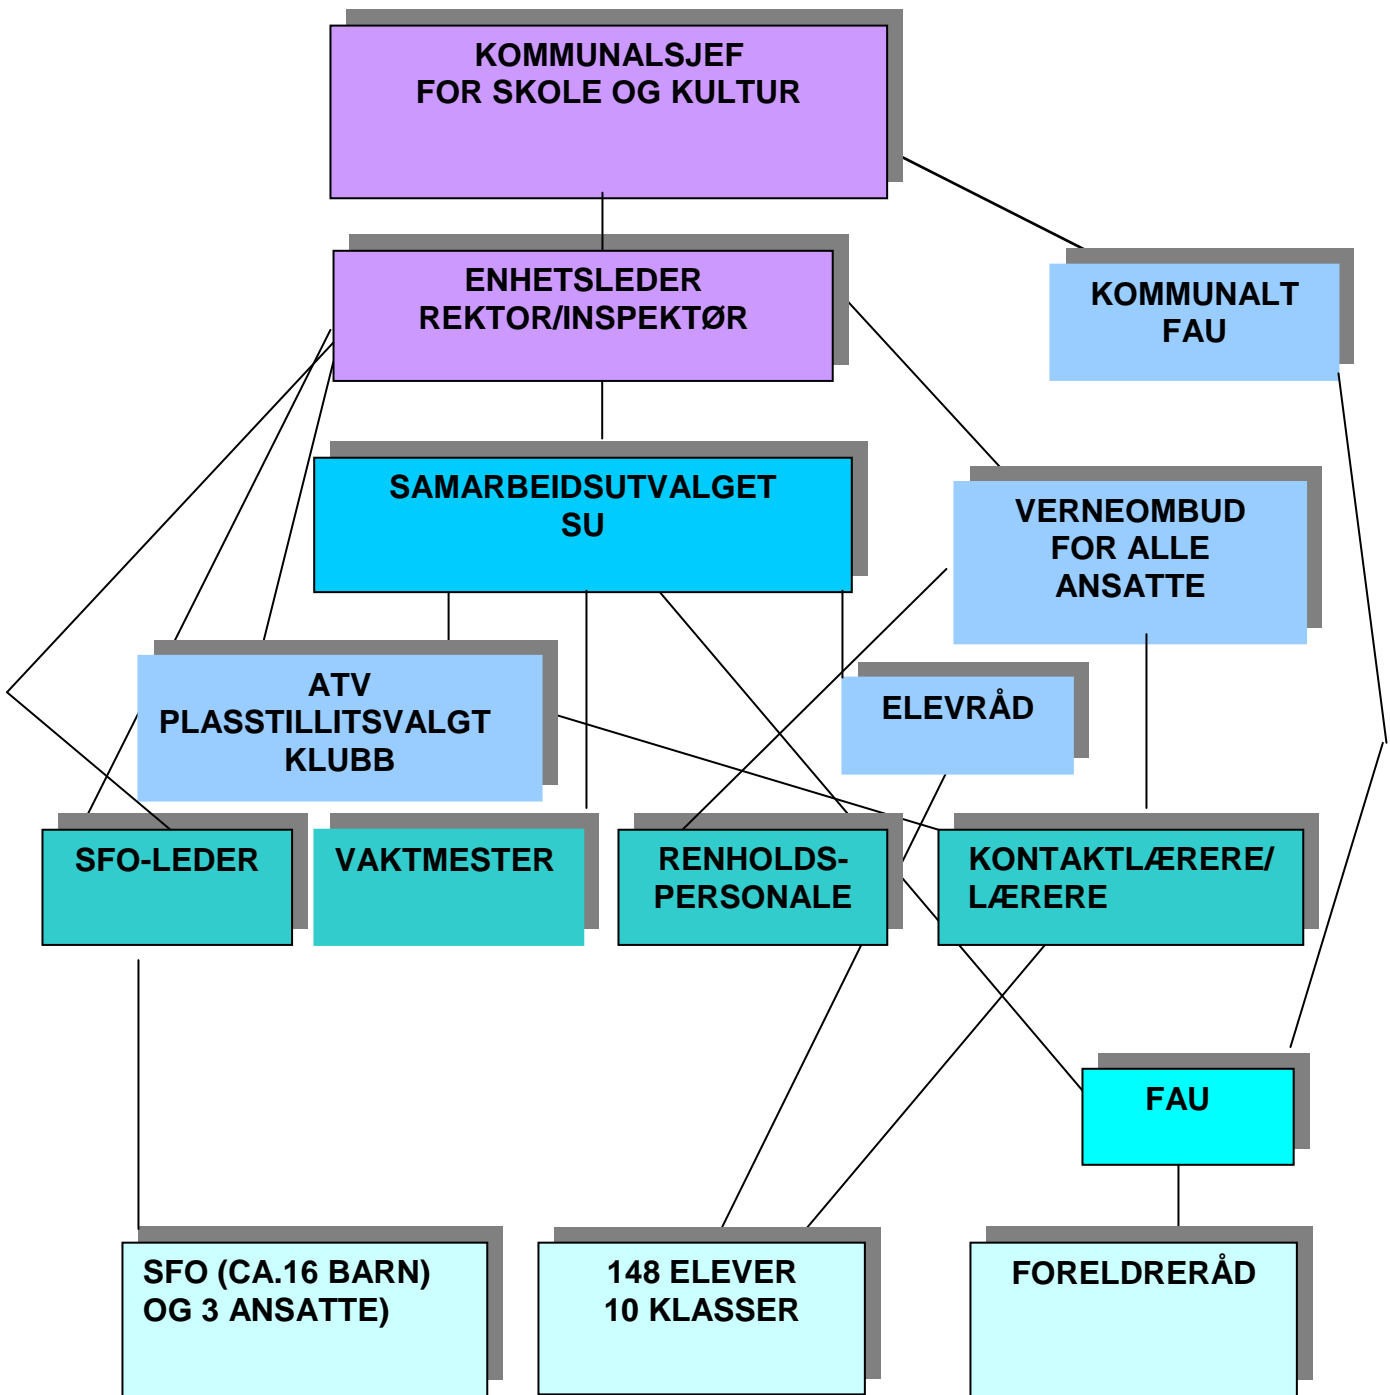 KOMMUNALSJEF
FOR SKOLE OG KULTUR
ENHETSLEDER
REKTOR/INSPEKTØR
KOMMUNALT
FAU
SAMARBEIDSUTVALGET
SU
VERNEOMBUD
FOR ALLE
ANSATTE
ATV
PLASSTILLITSVALGT
KLUBB
ELEVRÅD
SFO-LEDER
VAKTMESTER
RENHOLDS-
PERSONALE
KONTAKTLÆRERE/
LÆRERE
FAU
SFO (CA.16 BARN)
OG 3 ANSATTE)
148 ELEVER
10 KLASSER
FORELDRERÅD